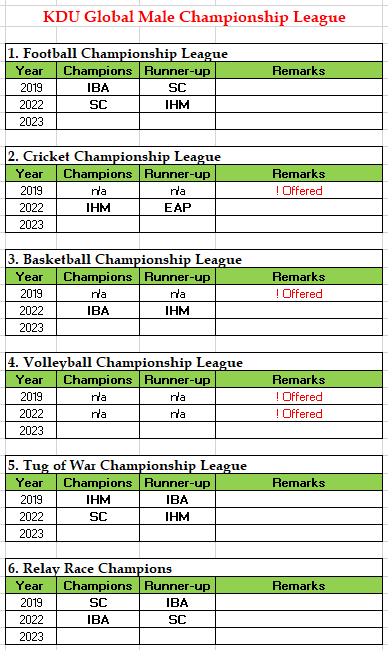 KDU Global Male Championship League
1. Football Championship League
Year Champions Runner-up Remarks
2019 IBA SC
2022 SC IHM
2023
2. Cricket Championship League
Year Champions Runner-up Remarks
2019 n/a n/a ! Offered
2022 IHM EAP
2023
3. Basketball Championship League
Year Champions Runner-up Remarks
2019 n/a n/a ! Offered
2022 IBA IHM
2023
4. Volleyball Championship League
Year Champions Runner-up Remarks
2019 n/a n/a ! Offered
2022 n/a n/a ! Offered
2023
5. Tug of War Championship League
Year Champions Runner-up Remarks
2019 IHM IBA
2022 SC IHM
2023
6. Relay Race Champions
Year Champions Runner-up Remarks
2019 SC IBA
2022 IBA SC
2023